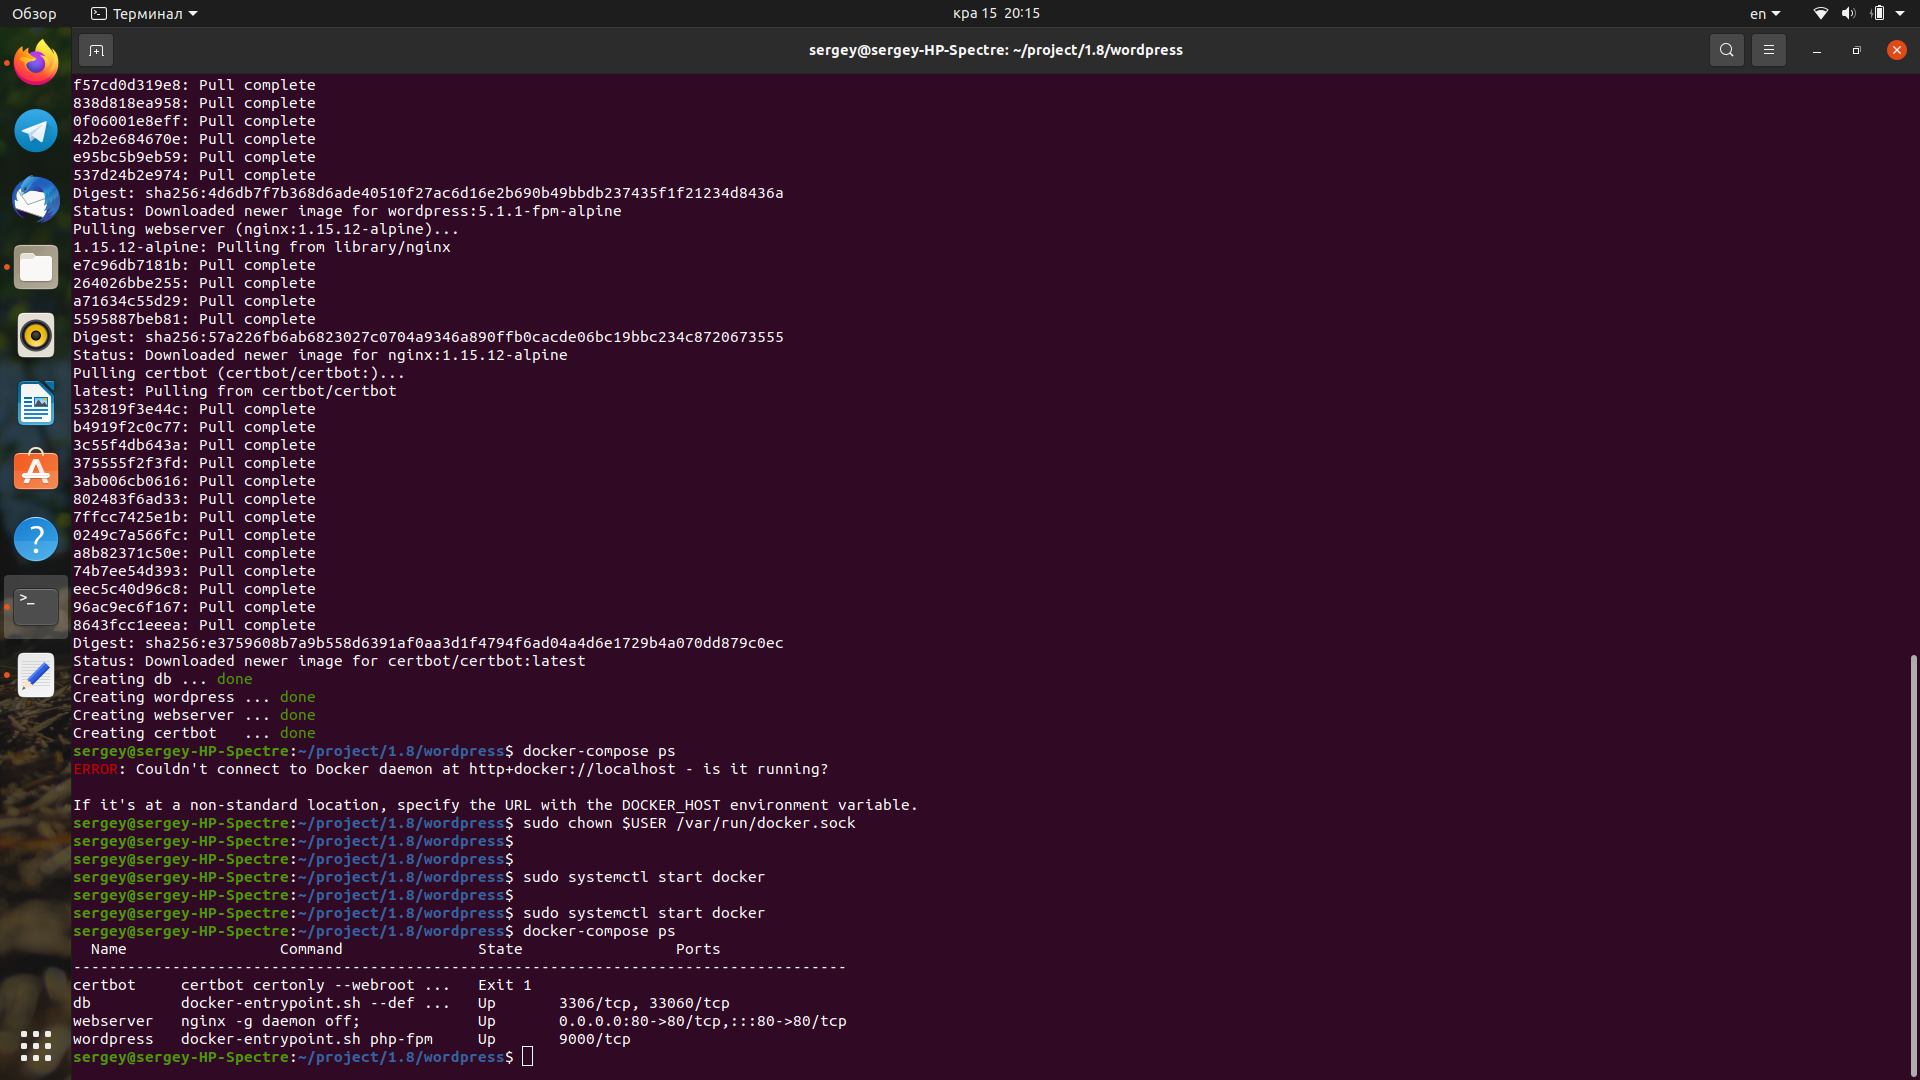 Обзор
Терминал
кра 15 20:15
en
sergey@sergey-HP-Spectre: ~/project/1.8/wordpress
f57cd0d319e8: Pull complete
838d818ea958: Pull complete
0f06001e8eff: Pull complete
42b2e684670e: Pull complete
e95bc5b9eb59: Pull complete
537d24b2e974: Pull complete
Digest: sha256:4d6db7f7b368d6ade40510f27ac6d16e2b690b49bbdb237435f1f21234d8436a
Status: Downloaded newer image for wordpress:5.1.1-fpm-alpine
Pulling webserver (nginx:1.15.12-alpine)...
1.15.12-alpine: Pulling from library/nginx
e7c96db7181b: Pull complete
264026bbe255: Pull complete
a71634c55d29: Pull complete
5595887beb81: Pull complete
Digest: sha256:57a226fb6ab6823027c0704a9346a890ffb0cacde06bc19bbc234c8720673555
Status: Downloaded newer image for nginx:1.15.12-alpine
Pulling certbot (certbot/certbot:)...
latest: Pulling from certbot/certbot
532819f3e44c: Pull complete
b4919f2c0c77: Pull complete
3c55f4db643a: Pull complete
375555f2f3fd: Pull complete
3ab006cb0616: Pull complete
802483f6ad33: Pull complete
7ffcc7425e1b: Pull complete
0249c7a566fc: Pull complete
a8b82371c50e: Pull complete
74b7ee54d393: Pull complete
eec5c40d96c8: Pull complete
96ac9ec6f167: Pull complete
8643fcc1eeea: Pull complete
Digest: sha256:e3759608b7a9b558d6391af0aa3d1f4794f6ad04a4d6e1729b4a070dd879c0ec
Status: Downloaded newer image for certbot/certbot:latest
Creating db ... done
Creating wordpress ... done
Creating webserver ... done
Creating certbot   ... done
sergey@sergey-HP-Spectre:~/project/1.8/wordpress$ docker-compose ps
ERROR: Couldn't connect to Docker daemon at http+docker://localhost - is it running?
If it's at a non-standard location, specify the URL with the DOCKER_HOST environment variable.
sergey@sergey-HP-Spectre:~/project/1.8/wordpress$ sudo chown $USER /var/run/docker.sock
sergey@sergey-HP-Spectre:~/project/1.8/wordpress$
sergey@sergey-HP-Spectre:~/project/1.8/wordpress$
sergey@sergey-HP-Spectre:~/project/1.8/wordpress$ sudo systemctl start docker
sergey@sergey-HP-Spectre:~/project/1.8/wordpress$
sergey@sergey-HP-Spectre:~/project/1.8/wordpress$ sudo systemctl start docker
sergey@sergey-HP-Spectre:~/project/1.8/wordpress$ docker-compose ps
  Name                 Command               State                 Ports
--------------------------------------------------------------------------------------
certbot     certbot certonly --webroot ...   Exit 1
db          docker-entrypoint.sh --def ...   Up       3306/tcp, 33060/tcp
webserver   nginx -g daemon off;             Up       0.0.0.0:80->80/tcp,:::80->80/tcp
wordpress   docker-entrypoint.sh php-fpm     Up       9000/tcp
sergey@sergey-HP-Spectre:~/project/1.8/wordpress$